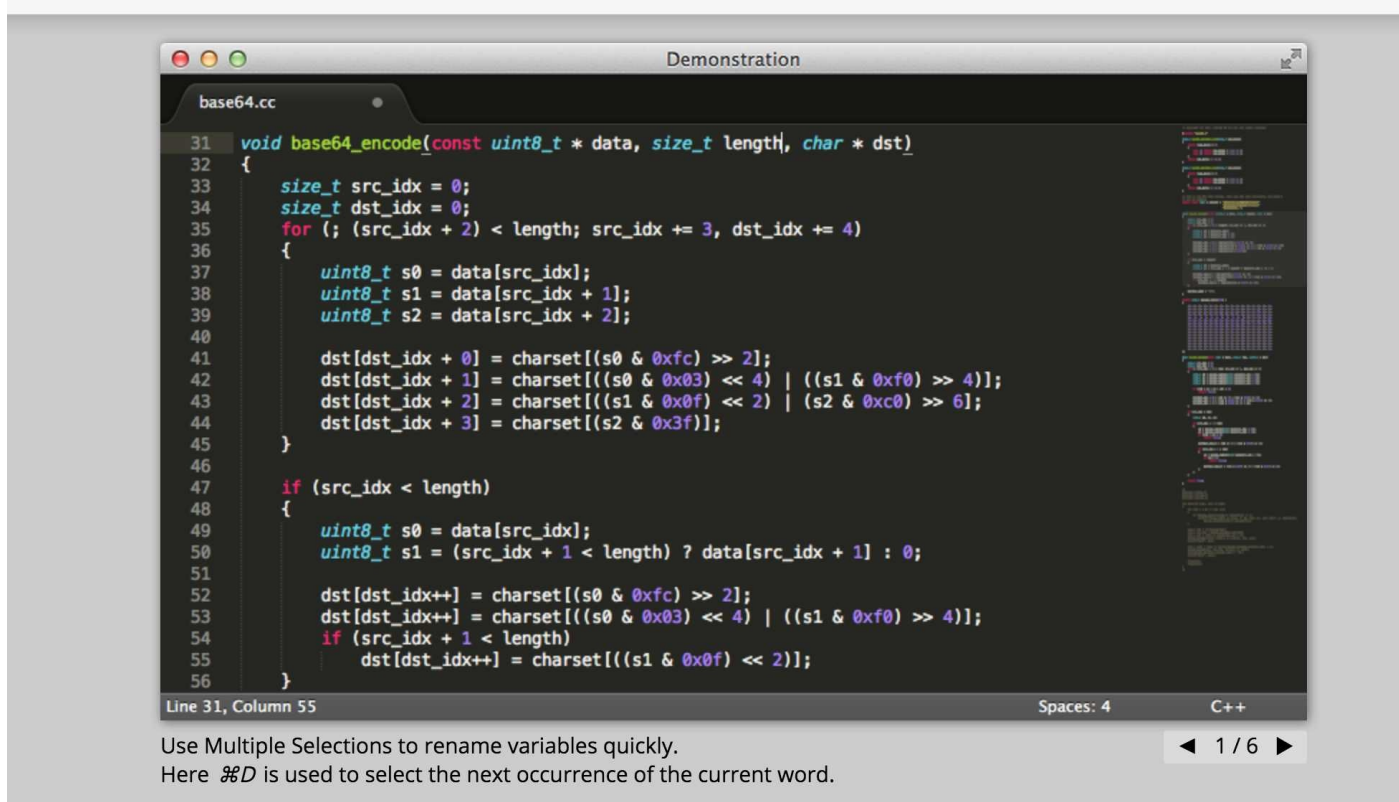 Demonstration
base64.cc
31 void base64_encode(const uint8_t * data, size_t length, char * dst)
32 {
33     size_t src_idx = 0;
34     size_t dst_idx = 0;
35     for (; (src_idx + 2) < length; src_idx += 3, dst_idx += 4)
36     {
37         uint8_t s0 = data[src_idx];
38         uint8_t s1 = data[src_idx + 1];
39         uint8_t s2 = data[src_idx + 2];
40
41         dst[dst_idx + 0] = charset[(s0 & 0xfc) >> 2];
42         dst[dst_idx + 1] = charset[((s0 & 0x03) << 4) | ((s1 & 0xf0) >> 4)];
43         dst[dst_idx + 2] = charset[((s1 & 0x0f) << 2) | (s2 & 0xc0) >> 6];
44         dst[dst_idx + 3] = charset[(s2 & 0x3f)];
45     }
46
47     if (src_idx < length)
48     {
49         uint8_t s0 = data[src_idx];
50         uint8_t s1 = (src_idx + 1 < length) ? data[src_idx + 1] : 0;
51
52         dst[dst_idx++] = charset[(s0 & 0xfc) >> 2];
53         dst[dst_idx++] = charset[((s0 & 0x03) << 4) | ((s1 & 0xf0) >> 4)];
54         if (src_idx + 1 < length)
55             dst[dst_idx++] = charset[((s1 & 0x0f) << 2)];
56     }
Line 31, Column 55 Spaces: 4 C++
Use Multiple Selections to rename variables quickly.
◀ 1 / 6 ▶
Here ⌘D is used to select the next occurrence of the current word.